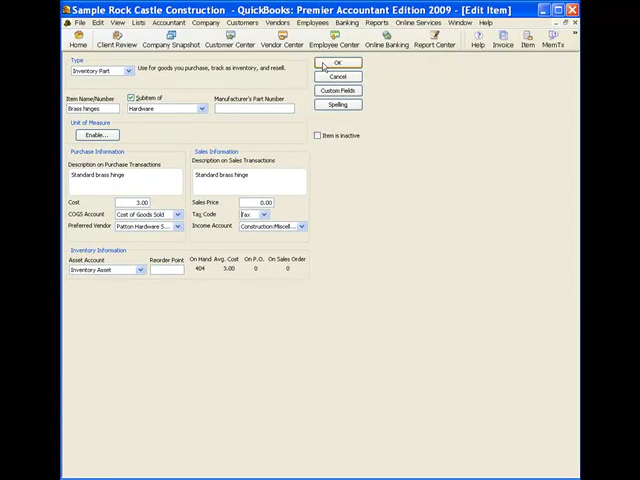 Sample Rock Castle Construction - QuickBooks: Premier Accountant Edition 2009 - [Edit Item]
File Edit View Lists Accountant Company Customers Vendors Employees Banking Reports Online Services Window Help
Home Client Review Company Snapshot Customer Center Vendor Center Employee Center Online Banking Report Center Help Invoice Item MemTx
Type
Inventory Part
Use for goods you purchase, track as inventory, and resell.
OK
Cancel
Custom Fields
Spelling
Item Name/Number Subitem of Manufacturer's Part Number
Brass hinges Hardware
Unit of Measure
Enable...
Item is inactive
Purchase Information
Description on Purchase Transactions
Standard brass hinge
Cost 3.00
COGS Account Cost of Goods Sold
Preferred Vendor Patton Hardware S...
Sales Information
Description on Sales Transactions
Standard brass hinge
Sales Price 0.00
Tax Code Tax
Income Account Construction:Miscell...
Inventory Information
Asset Account Reorder Point On Hand Avg. Cost On P.O. On Sales Order
Inventory Asset 404 3.00 0 0